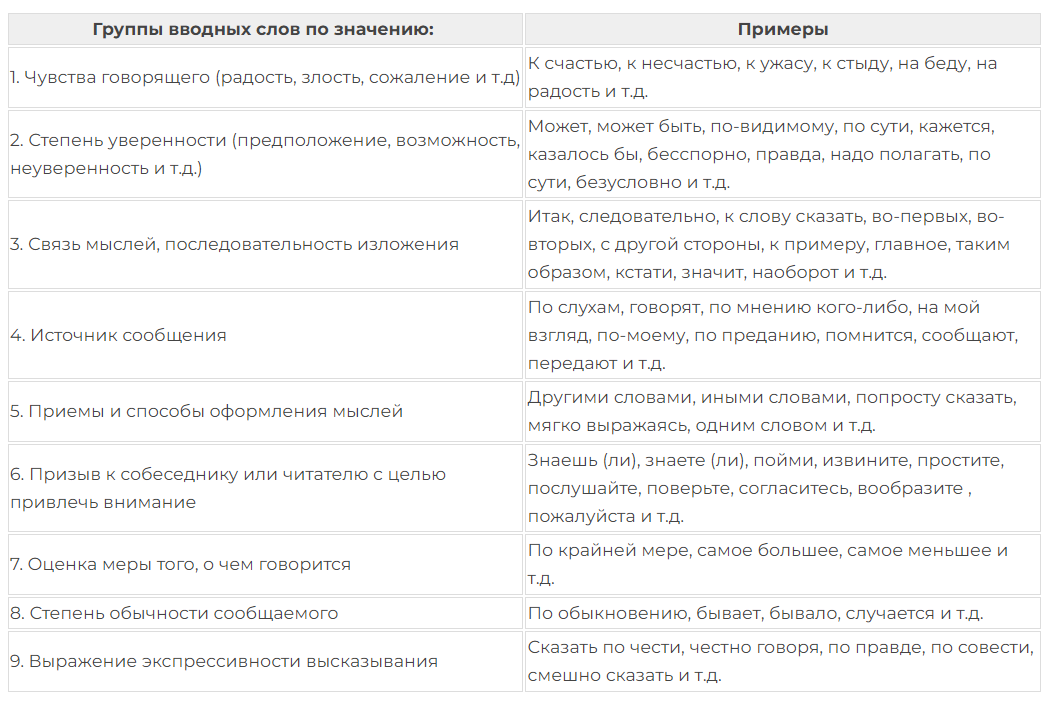 Группы вводных слов по значению:
Примеры
1. Чувства говорящего (радость, злость, сожаление и т.д)
К счастью, к несчастью, к ужасу, к стыду, на беду, на
радость и т.д.
2. Степень уверенности (предположение, возможность,
неуверенность и т.д.)
Может, может быть, по-видимому, по сути, кажется,
казалось бы, бесспорно, правда, надо полагать, по
сути, безусловно и т.д.
3. Связь мыслей, последовательность изложения
Итак, следовательно, к слову сказать, во-первых, во-
вторых, с другой стороны, к примеру, главное, таким
образом, кстати, значит, наоборот и т.д.
4. Источник сообщения
По слухам, говорят, по мнению кого-либо, на мой
взгляд, по-моему, по преданию, помнится, сообщают,
передают и т.д.
5. Приемы и способы оформления мыслей
Другими словами, иными словами, попросту сказать,
мягко выражаясь, одним словом и т.д.
6. Призыв к собеседнику или читателю с целью
привлечь внимание
Знаешь (ли), знаете (ли), пойми, извините, простите,
послушайте, поверьте, согласитесь, вообразите ,
пожалуйста и т.д.
7. Оценка меры того, о чем говорится
По крайней мере, самое большее, самое меньшее и
т.д.
8. Степень обычности сообщаемого
По обыкновению, бывает, бывало, случается и т.д.
9. Выражение экспрессивности высказывания
Сказать по чести, честно говоря, по правде, по совести,
смешно сказать и т.д.